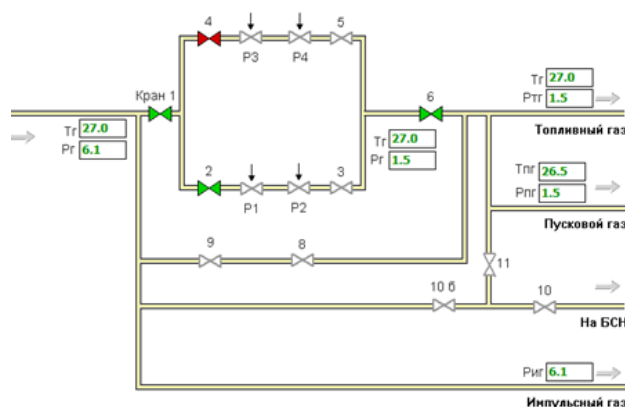 4
5
Р3
Р4
Кран 1
6
Тг 27.0
Ртг 1.5
Топливный газ
Тг 27.0
Рг 6.1
Тг 27.0
Рг 1.5
Тпг 26.5
Рпг 1.5
Пусковой газ
2
3
Р1
Р2
9
8
11
10 б
10
На БСН
Риг 6.1
Импульсный газ